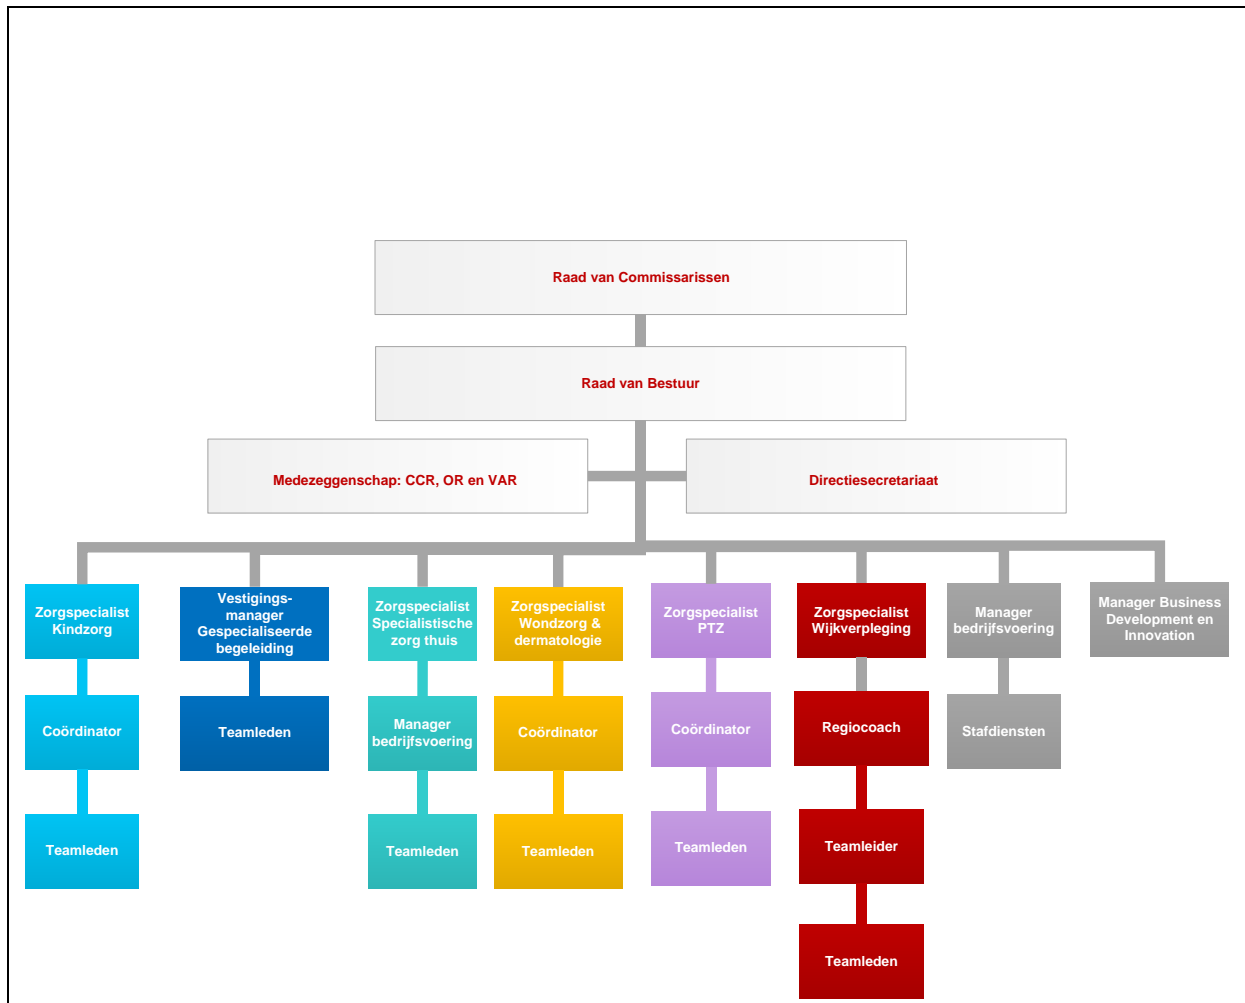 Raad van Commissarissen
Raad van Bestuur
Medezeggenschap: CCR, OR en VAR
Directiesecretariaat
Zorgspecialist
Kindzorg
Vestigings-
manager
Gespecialiseerde
begeleiding
Zorgspecialist
Specialistische
zorg thuis
Zorgspecialist
Wondzorg &
dermatologie
Zorgspecialist
PTZ
Zorgspecialist
Wijkverpleging
Manager
bedrijfsvoering
Manager Business
Development en
Innovation
Coördinator
Teamleden
Manager
bedrijfsvoering
Coördinator
Coördinator
Regiocoach
Stafdiensten
Teamleden
Teamleden
Teamleden
Teamleden
Teamleider
Teamleden